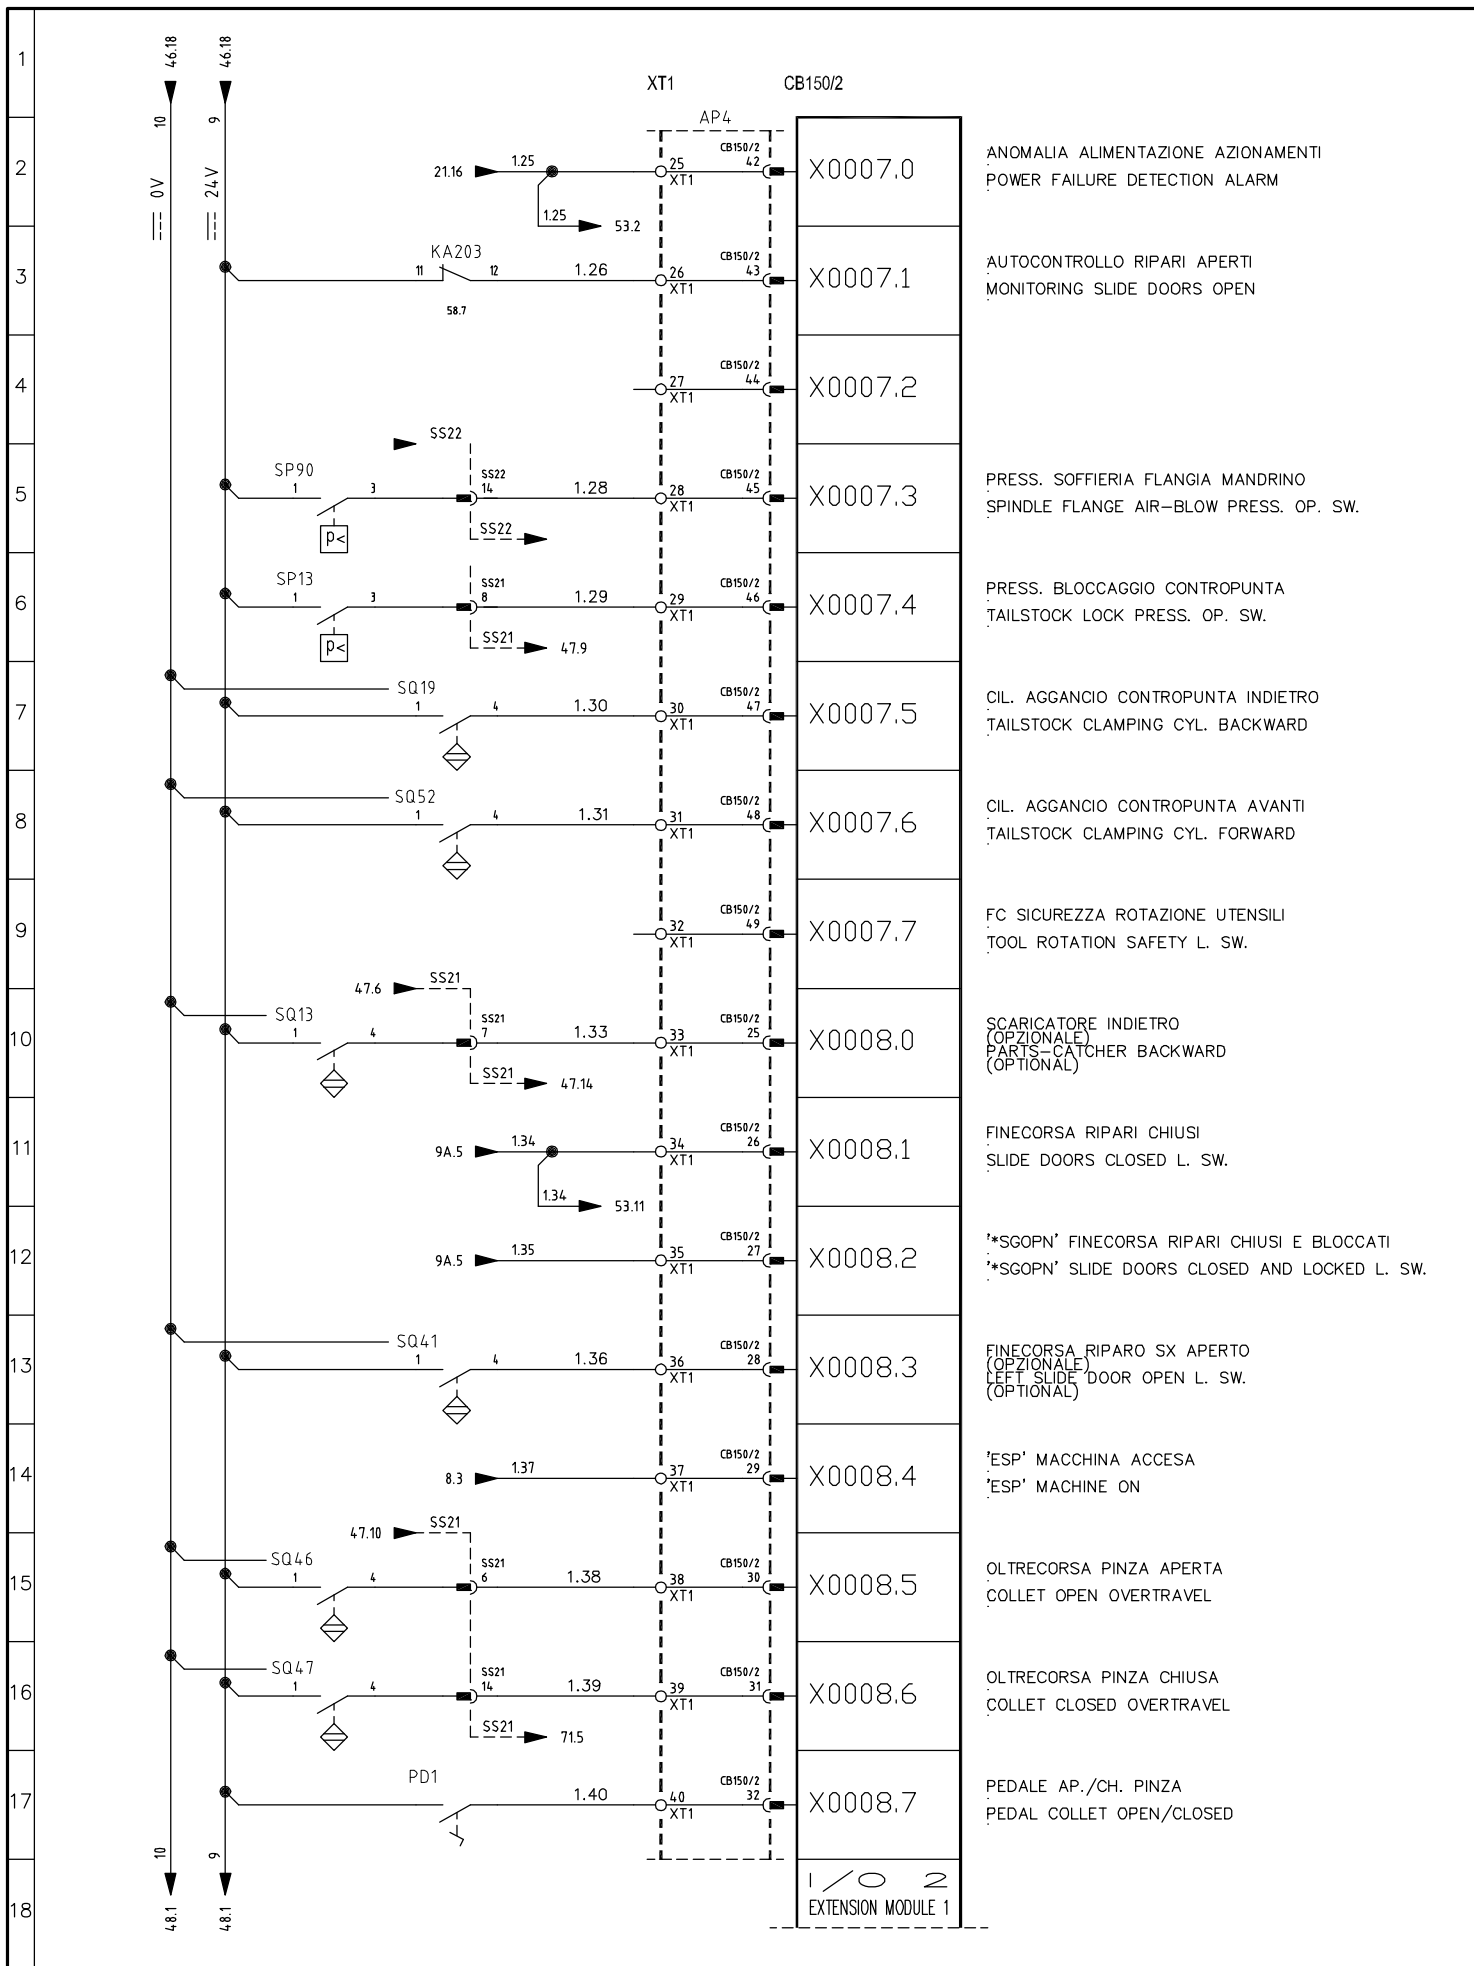 1
46.18
46.18
XT1
CB150/2
10
9
0V
24V
AP4
2
21.16
1.25
25
XT1
CB150/2
42
X0007.0
ANOMALIA ALIMENTAZIONE AZIONAMENTI
POWER FAILURE DETECTION ALARM
1.25
53.2
3
KA203
11
12
58.7
1.26
26
XT1
CB150/2
43
X0007.1
AUTOCONTROLLO RIPARI APERTI
MONITORING SLIDE DOORS OPEN
4
27
XT1
CB150/2
44
X0007.2
SS22
5
SP90
1
3
p<
SS22
14
SS22
1.28
28
XT1
CB150/2
45
X0007.3
PRESS. SOFFIERIA FLANGIA MANDRINO
SPINDLE FLANGE AIR-BLOW PRESS. OP. SW.
6
SP13
1
3
p<
SS21
8
SS21
47.9
1.29
29
XT1
CB150/2
46
X0007.4
PRESS. BLOCCAGGIO CONTROPUNTA
TAILSTOCK LOCK PRESS. OP. SW.
7
SQ19
1
4
1.30
30
XT1
CB150/2
47
X0007.5
CIL. AGGANCIO CONTROPUNTA INDIETRO
TAILSTOCK CLAMPING CYL. BACKWARD
8
SQ52
1
4
1.31
31
XT1
CB150/2
48
X0007.6
CIL. AGGANCIO CONTROPUNTA AVANTI
TAILSTOCK CLAMPING CYL. FORWARD
9
32
XT1
CB150/2
49
X0007.7
FC SICUREZZA ROTAZIONE UTENSILI
TOOL ROTATION SAFETY L. SW.
47.6
SS21
10
SQ13
1
4
SS21
7
SS21
47.14
1.33
33
XT1
CB150/2
25
X0008.0
SCARICATORE INDIETRO
(OPZIONALE)
PARTS-CATCHER BACKWARD
(OPTIONAL)
11
9A.5
1.34
34
XT1
CB150/2
26
X0008.1
FINECORSA RIPARI CHIUSI
SLIDE DOORS CLOSED L. SW.
1.34
53.11
12
9A.5
1.35
35
XT1
CB150/2
27
X0008.2
'*SGOPN' FINECORSA RIPARI CHIUSI E BLOCCATI
'*SGOPN' SLIDE DOORS CLOSED AND LOCKED L. SW.
13
SQ41
1
4
1.36
36
XT1
CB150/2
28
X0008.3
FINECORSA RIPARO SX APERTO
(OPZIONALE)
LEFT SLIDE DOOR OPEN L. SW.
(OPTIONAL)
14
8.3
1.37
37
XT1
CB150/2
29
X0008.4
'ESP' MACCHINA ACCESA
'ESP' MACHINE ON
47.10
SS21
15
SQ46
1
4
SS21
6
1.38
38
XT1
CB150/2
30
X0008.5
OLTRECORSA PINZA APERTA
COLLET OPEN OVERTRAVEL
16
SQ47
1
4
SS21
14
SS21
71.5
1.39
39
XT1
CB150/2
31
X0008.6
OLTRECORSA PINZA CHIUSA
COLLET CLOSED OVERTRAVEL
17
PD1
1.40
40
XT1
CB150/2
32
X0008.7
PEDALE AP./CH. PINZA
PEDAL COLLET OPEN/CLOSED
10
9
18
48.1
48.1
I/O 2
EXTENSION MODULE 1